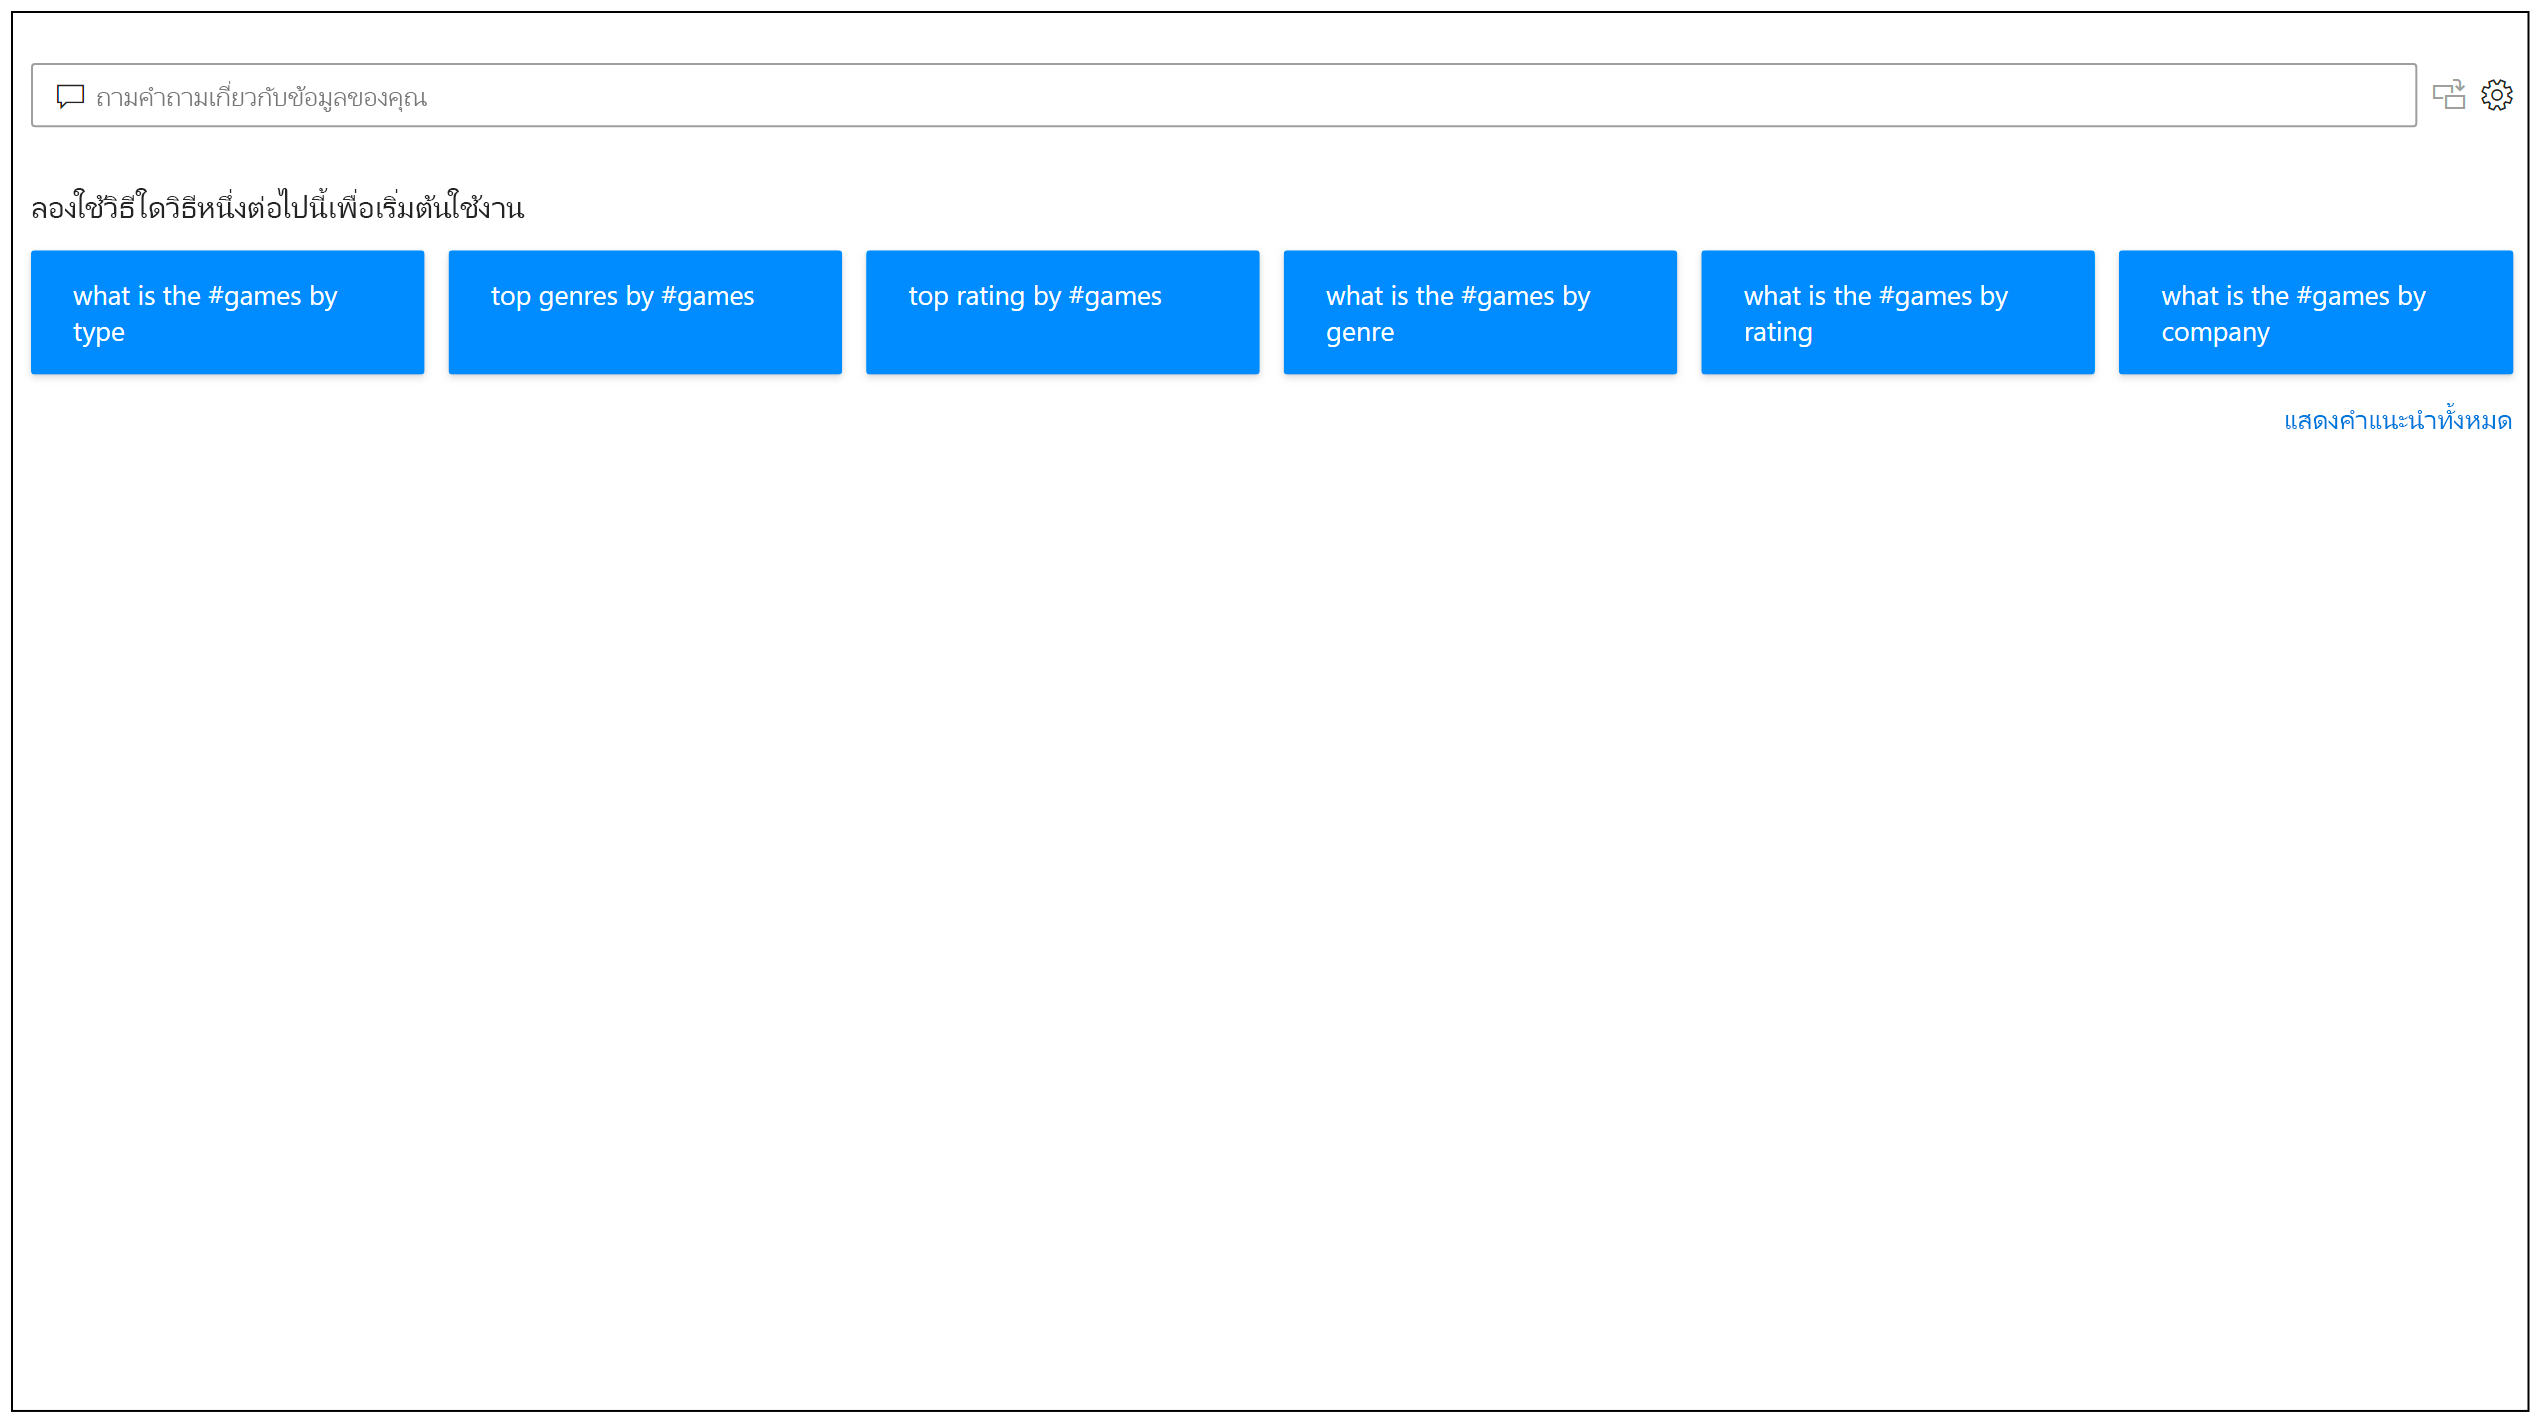 ถามคำถามเกี่ยวกับข้อมูลของคุณ
ลองใช้วิธีใดวิธีหนึ่งต่อไปนี้เพื่อเริ่มต้นใช้งาน
what is the #games by
type
top genres by #games
top rating by #games
what is the #games by
genre
what is the #games by
rating
what is the #games by
company
แสดงคำแนะนำทั้งหมด